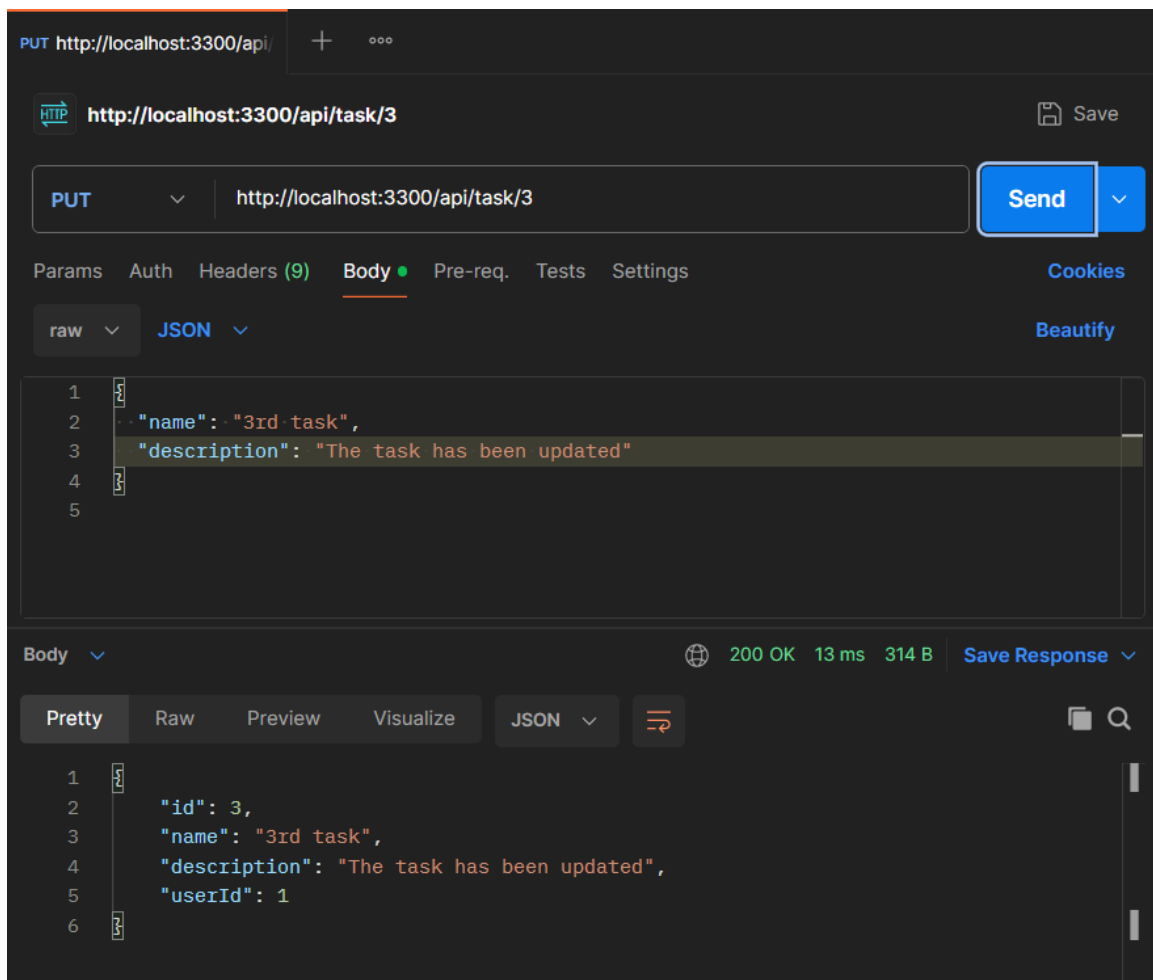 PUT http://localhost:3300/api/
HTTP http://localhost:3300/api/task/3 Save
PUT http://localhost:3300/api/task/3 Send
Params Auth Headers (9) Body Pre-req. Tests Settings Cookies
raw JSON Beautify
1 {
2 "name": "3rd task",
3 "description": "The task has been updated"
4 }
5
Body 200 OK 13 ms 314 B Save Response
Pretty Raw Preview Visualize JSON
1 {
2 "id": 3,
3 "name": "3rd task",
4 "description": "The task has been updated",
5 "userId": 1
6 }